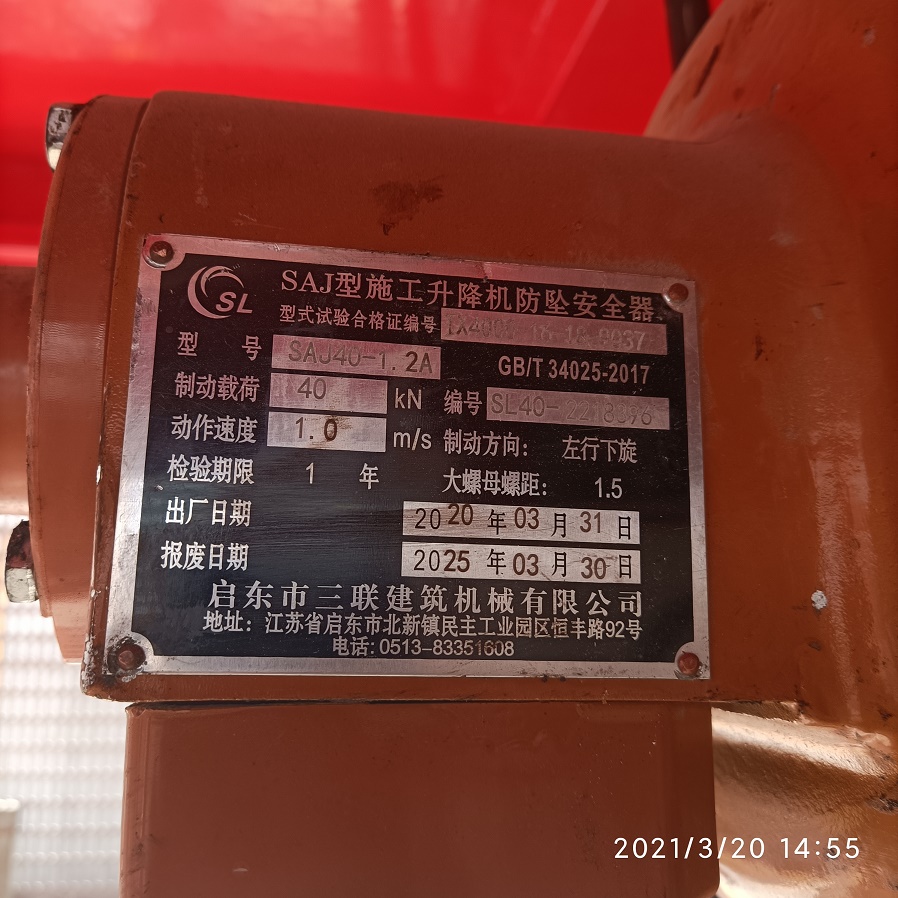 SL
SAJ型施工升降机防坠安全器
型式试验合格证编号
型 号 SAJ40-1.2A GB/T 34025-2017
制动载荷 40 kN 编号 SL40-2218596
动作速度 1.0 m/s 制动方向: 左行下旋
检验期限 1 年 大螺母螺距: 1.5
出厂日期 2020 年 03 月 31 日
报废日期 2025 年 03 月 30 日
启东市三联建筑机械有限公司
地址: 江苏省启东市北新镇民主工业园区恒丰路92号
电话: 0513-83351608
2021/3/20 14:55